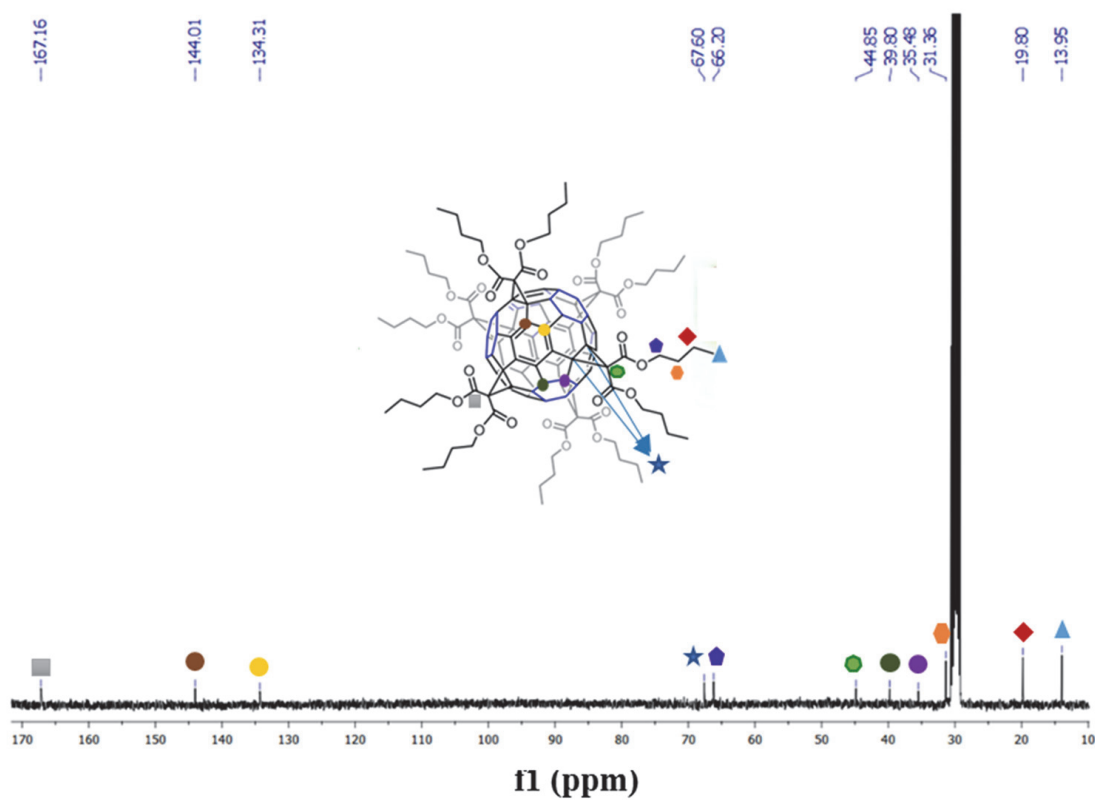 167.16
144.01
134.31
67.60
66.20
44.85
39.80
35.48
31.36
19.80
13.95
O O
O O O O
O O O O
O O O O
O O O O
O O O O
O O O O
170 160 150 140 130 120 110 100 90 80 70 60 50 40 30 20 10
f1 (ppm)